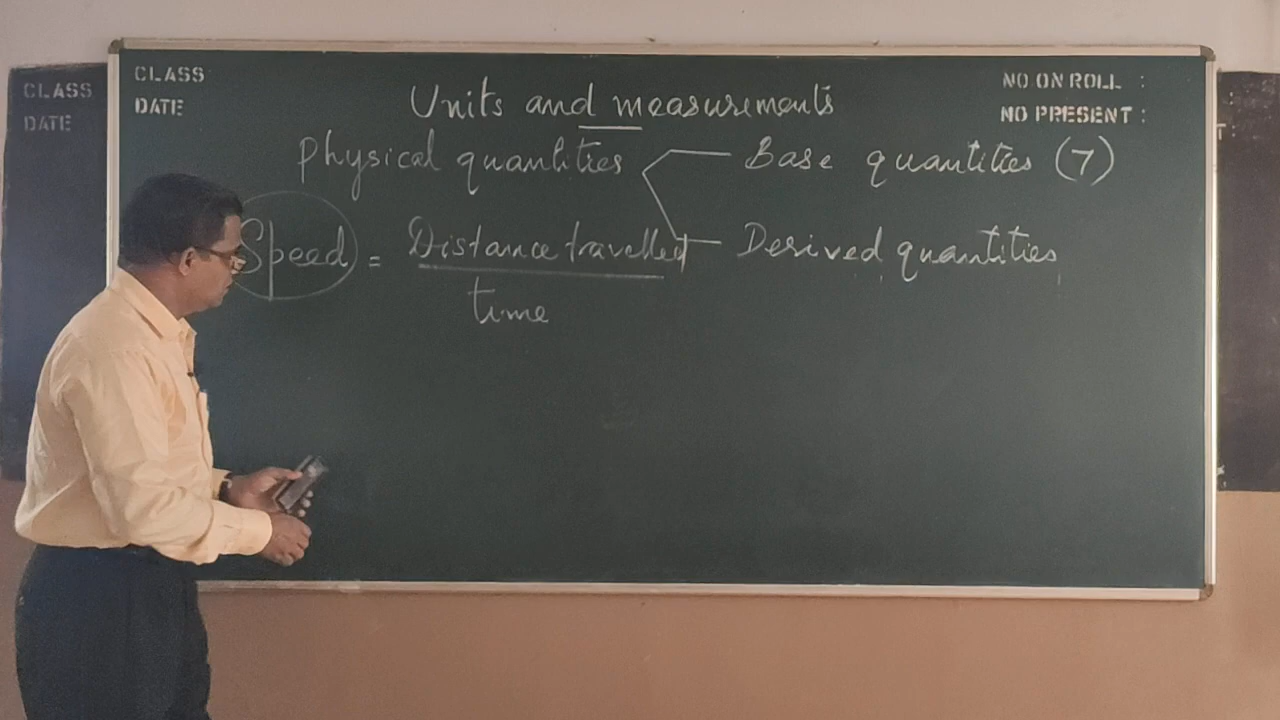 CLASS
DATE
CLASS
DATE
NO ON ROLL :
NO PRESENT :
T :
Units and measurements
Physical quantities
Base quantities (7)
Speed = Distance travelled
time
Derived quantities